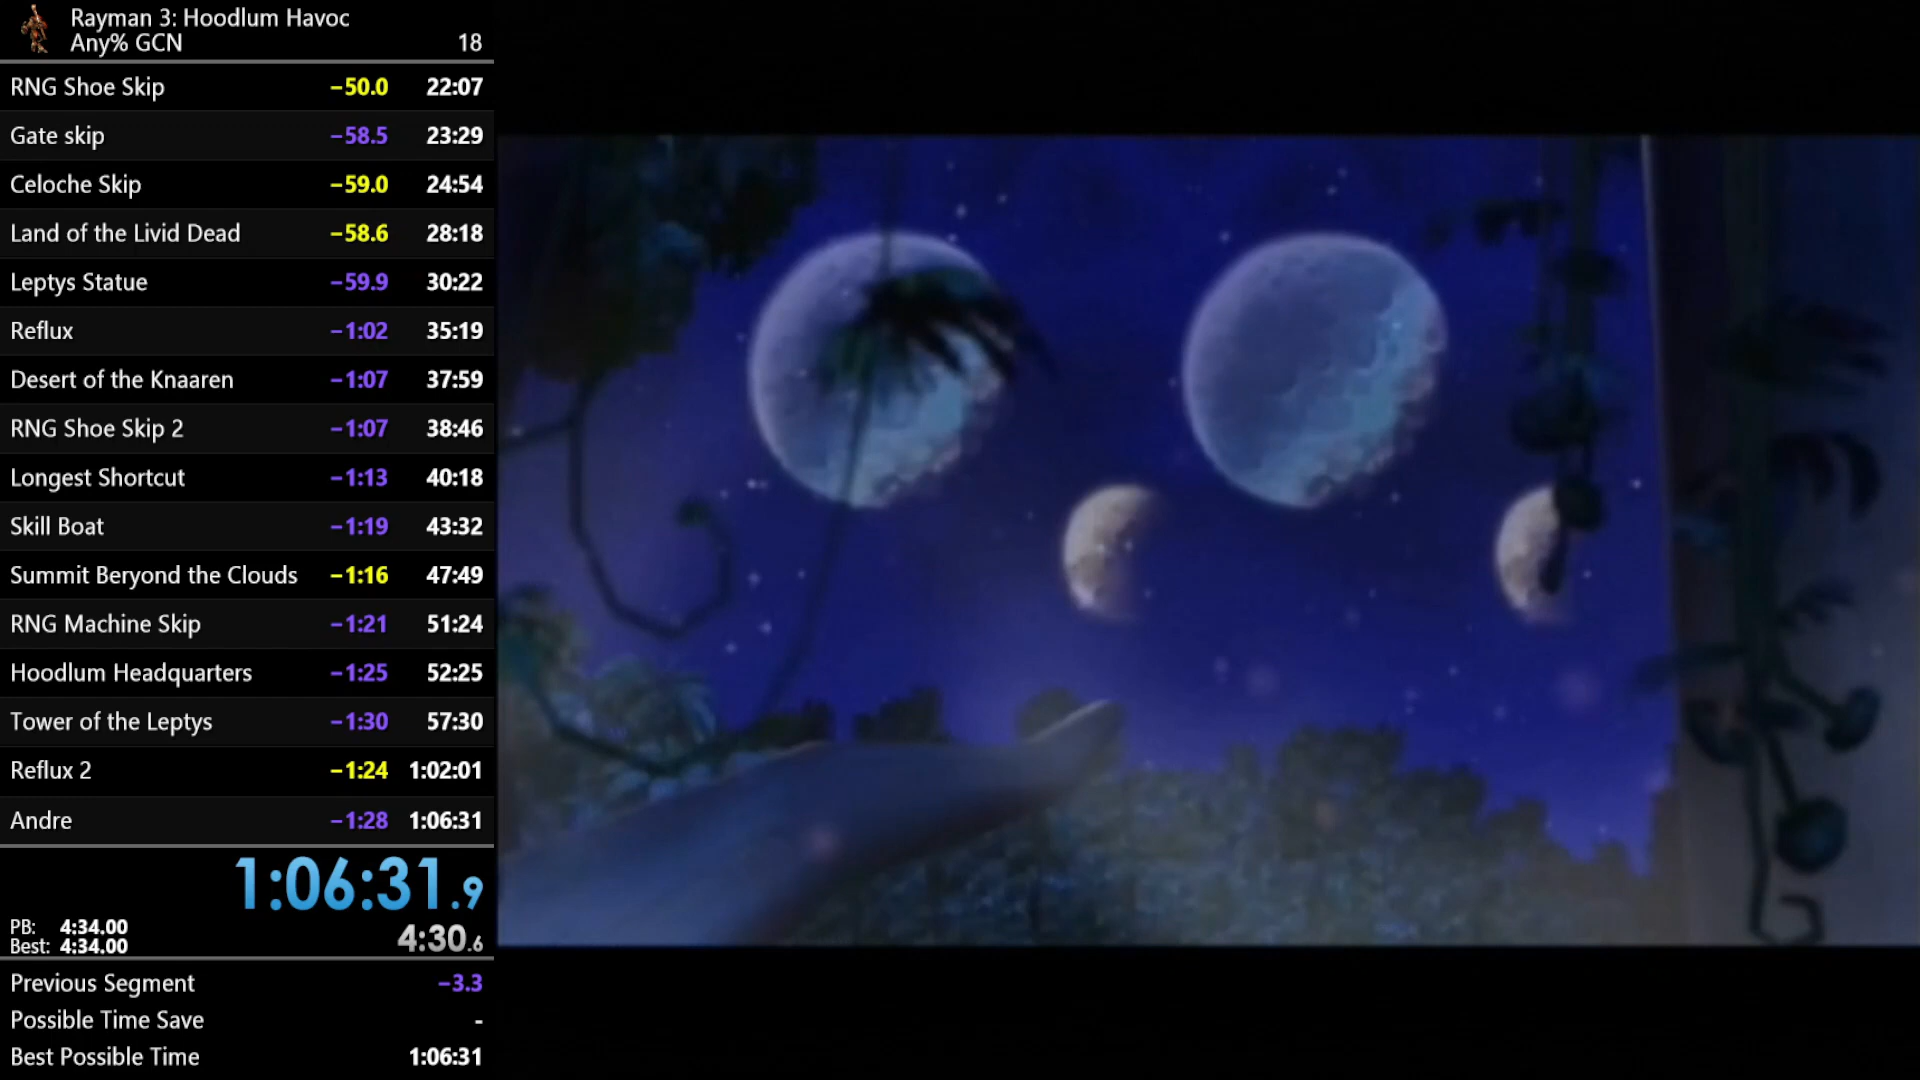 Rayman 3: Hoodlum Havoc
Any% GCN 18
RNG Shoe Skip −50.0 22:07
Gate skip −58.5 23:29
Celoche Skip −59.0 24:54
Land of the Livid Dead −58.6 28:18
Leptys Statue −59.9 30:22
Reflux −1:02 35:19
Desert of the Knaaren −1:07 37:59
RNG Shoe Skip 2 −1:07 38:46
Longest Shortcut −1:13 40:18
Skill Boat −1:19 43:32
Summit Beryond the Clouds −1:16 47:49
RNG Machine Skip −1:21 51:24
Hoodlum Headquarters −1:25 52:25
Tower of the Leptys −1:30 57:30
Reflux 2 −1:24 1:02:01
Andre −1:28 1:06:31
1:06:31.9
PB: 4:34.00
Best: 4:34.00 4:30.6
Previous Segment −3.3
Possible Time Save -
Best Possible Time 1:06:31